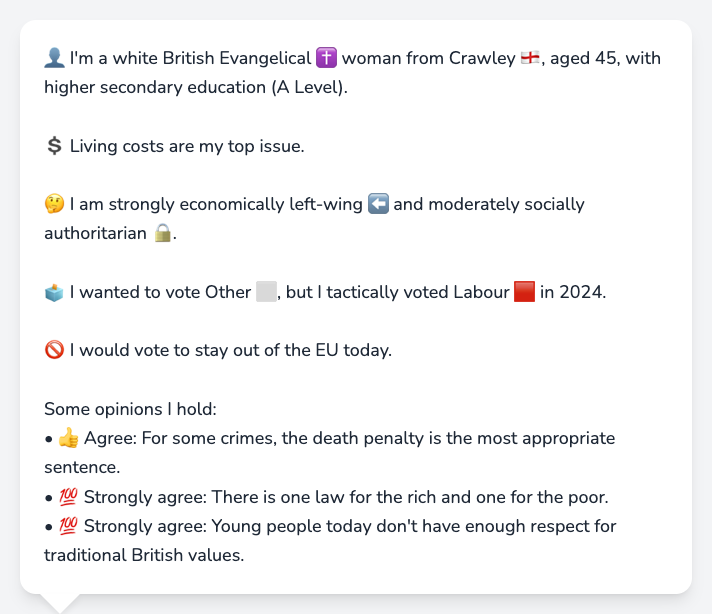 👤 I'm a white British Evangelical ✝️ woman from Crawley 🏴󠁧󠁢󠁥󠁮󠁧󠁿, aged 45, with
higher secondary education (A Level).
💲 Living costs are my top issue.
🤔 I am strongly economically left-wing ⬅️ and moderately socially
authoritarian 🔒.
🗳️ I wanted to vote Other ⬜, but I tactically voted Labour 🟥 in 2024.
🚫 I would vote to stay out of the EU today.
Some opinions I hold:
• 👍 Agree: For some crimes, the death penalty is the most appropriate
sentence.
• 💯 Strongly agree: There is one law for the rich and one for the poor.
• 💯 Strongly agree: Young people today don't have enough respect for
traditional British values.